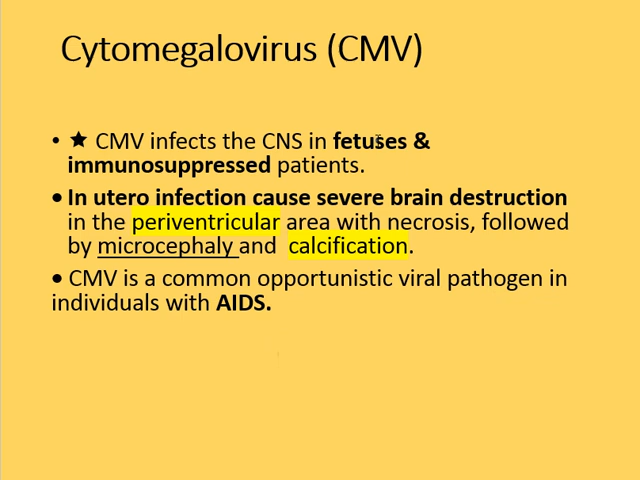 Cytomegalovirus (CMV)
• ★ CMV infects the CNS in fetuses &
immunosuppressed patients.
• In utero infection cause severe brain destruction
in the periventricular area with necrosis, followed
by microcephaly and calcification.
• CMV is a common opportunistic viral pathogen in
individuals with AIDS.